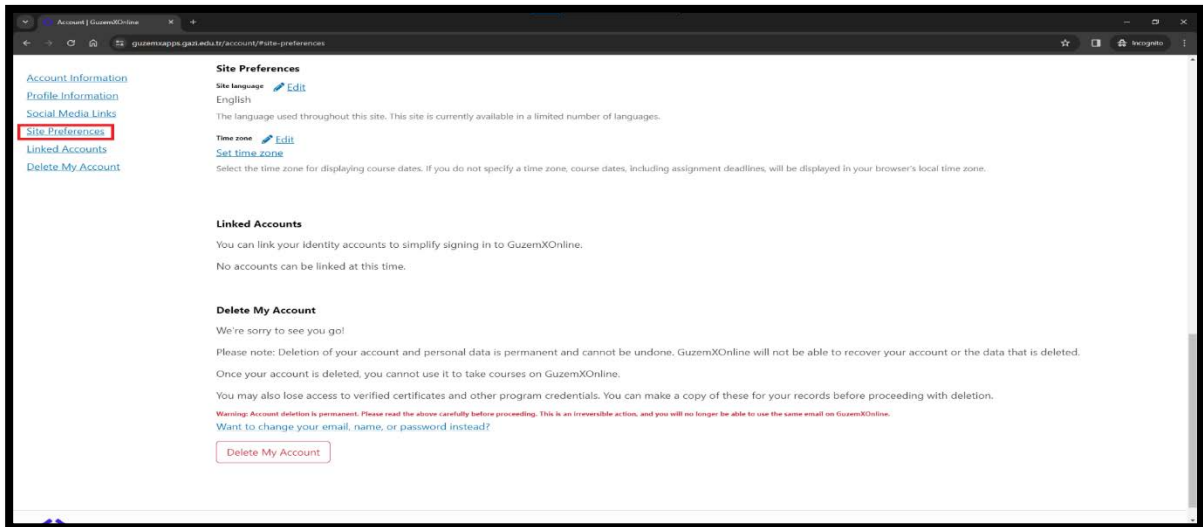 Account | GuzemXOnline
guzemxapps.gazi.edu.tr/account/#site-preferences
Incognito
Account Information
Profile Information
Social Media Links
Site Preferences
Linked Accounts
Delete My Account
Site Preferences
Site language Edit
English
The language used throughout this site. This site is currently available in a limited number of languages.
Time zone Edit
Set time zone
Select the time zone for displaying course dates. If you do not specify a time zone, course dates, including assignment deadlines, will be displayed in your browser's local time zone.
Linked Accounts
You can link your identity accounts to simplify signing in to GuzemXOnline.
No accounts can be linked at this time.
Delete My Account
We're sorry to see you go!
Please note: Deletion of your account and personal data is permanent and cannot be undone. GuzemXOnline will not be able to recover your account or the data that is deleted.
Once your account is deleted, you cannot use it to take courses on GuzemXOnline.
You may also lose access to verified certificates and other program credentials. You can make a copy of these for your records before proceeding with deletion.
Warning: Account deletion is permanent. Please read the above carefully before proceeding. This is an irreversible action, and you will no longer be able to use the same email on GuzemXOnline.
Want to change your email, name, or password instead?
Delete My Account